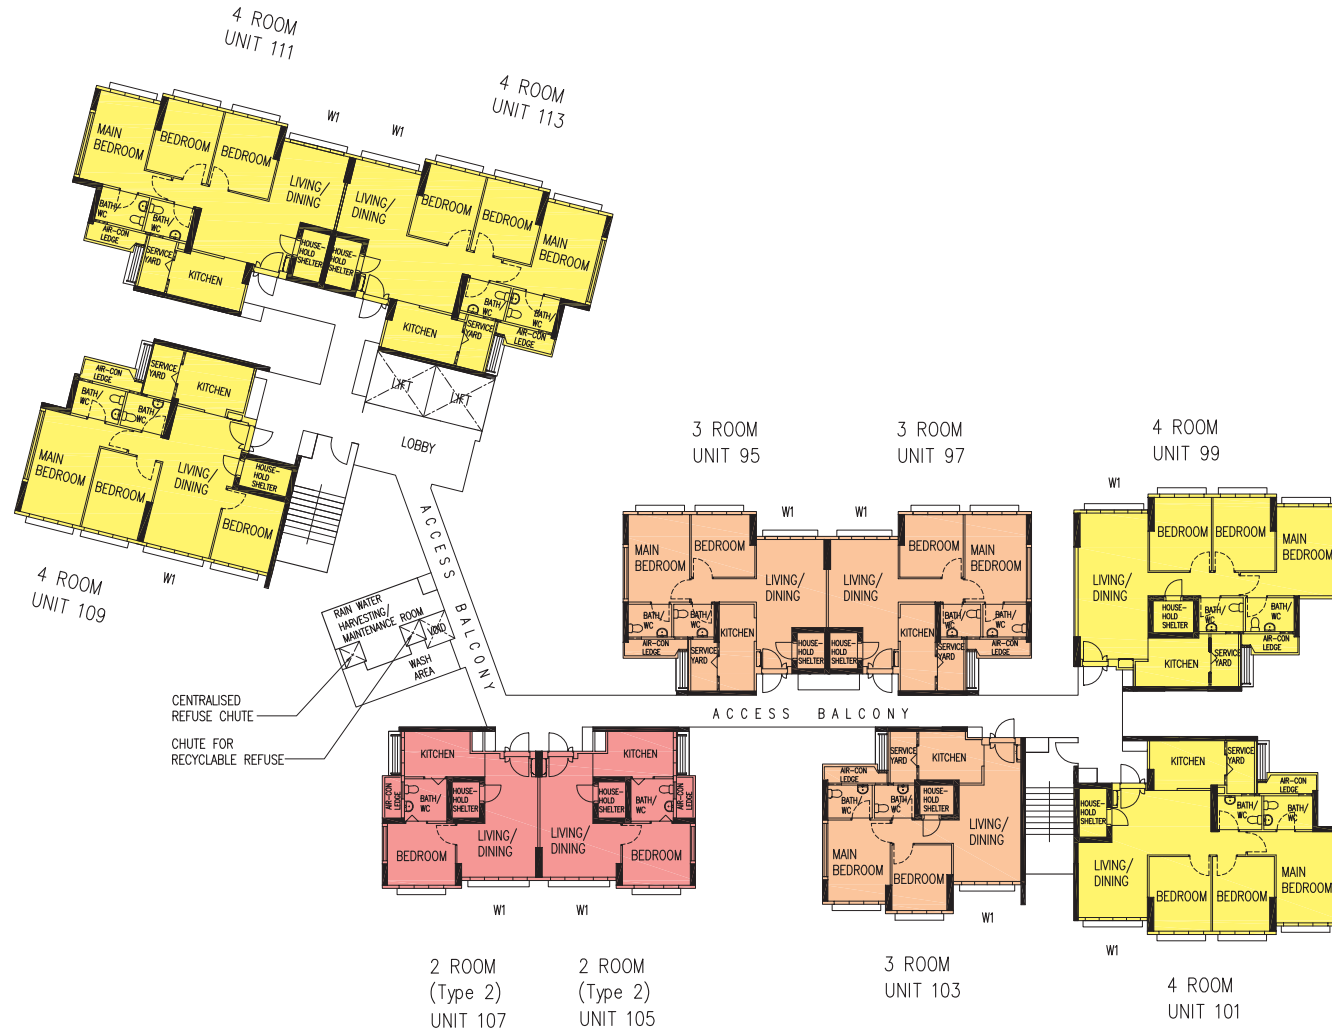 4 ROOM
UNIT 111
4 ROOM
UNIT 113
W1
W1
MAIN
BEDROOM
BEDROOM
BEDROOM
LIVING/
DINING
LIVING/
DINING
BEDROOM
BEDROOM
MAIN
BEDROOM
BATH/
WC
BATH/
WC
AIR-CON
LEDGE
SERVICE
YARD
KITCHEN
HOUSE-
HOLD
SHELTER
HOUSE-
HOLD
SHELTER
KITCHEN
SERVICE
YARD
BATH/
WC
BATH/
WC
AIR-CON
LEDGE
LIFT
LIFT
LOBBY
AIR-CON
LEDGE
SERVICE
YARD
KITCHEN
BATH/
WC
BATH/
WC
MAIN
BEDROOM
BEDROOM
LIVING/
DINING
HOUSE-
HOLD
SHELTER
BEDROOM
W1
4 ROOM
UNIT 109
ACCESS BALCONY
RAIN WATER
HARVESTING/
MAINTENANCE ROOM
VOID
WASH
AREA
CENTRALISED
REFUSE CHUTE
CHUTE FOR
RECYCLABLE REFUSE
3 ROOM
UNIT 95
3 ROOM
UNIT 97
4 ROOM
UNIT 99
W1
W1
W1
MAIN
BEDROOM
BEDROOM
LIVING/
DINING
LIVING/
DINING
BEDROOM
MAIN
BEDROOM
BATH/
WC
BATH/
WC
AIR-CON
LEDGE
SERVICE
YARD
KITCHEN
HOUSE-
HOLD
SHELTER
HOUSE-
HOLD
SHELTER
KITCHEN
SERVICE
YARD
BATH/
WC
BATH/
WC
AIR-CON
LEDGE
BEDROOM
BEDROOM
MAIN
BEDROOM
LIVING/
DINING
HOUSE-
HOLD
SHELTER
BATH/
WC
BATH/
WC
AIR-CON
LEDGE
KITCHEN
SERVICE
YARD
ACCESS BALCONY
KITCHEN
AIR-CON
LEDGE
BATH/
WC
HOUSE-
HOLD
SHELTER
BEDROOM
LIVING/
DINING
KITCHEN
HOUSE-
HOLD
SHELTER
BATH/
WC
AIR-CON
LEDGE
LIVING/
DINING
BEDROOM
W1
W1
2 ROOM
(Type 2)
UNIT 107
2 ROOM
(Type 2)
UNIT 105
SERVICE
YARD
KITCHEN
AIR-CON
LEDGE
BATH/
WC
BATH/
WC
HOUSE-
HOLD
SHELTER
MAIN
BEDROOM
BEDROOM
LIVING/
DINING
W1
3 ROOM
UNIT 103
KITCHEN
SERVICE
YARD
AIR-CON
LEDGE
HOUSE-
HOLD
SHELTER
BATH/
WC
BATH/
WC
LIVING/
DINING
BEDROOM
BEDROOM
MAIN
BEDROOM
W1
4 ROOM
UNIT 101